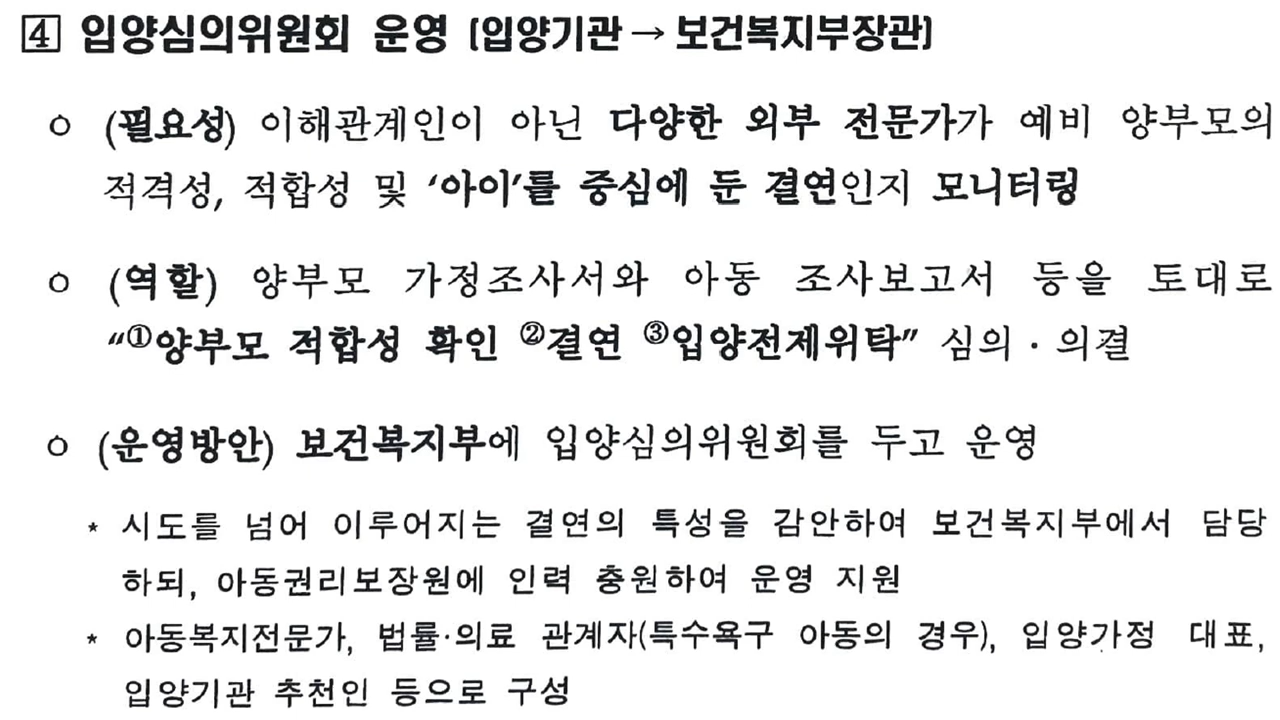 4 입양심의위원회 운영 (입양기관 → 보건복지부장관)
ㅇ (필요성) 이해관계인이 아닌 다양한 외부 전문가가 예비 양부모의
적격성, 적합성 및 ‘아이’를 중심에 둔 결연인지 모니터링
ㅇ (역할) 양부모 가정조사서와 아동 조사보고서 등을 토대로
“①양부모 적합성 확인 ②결연 ③입양전제위탁” 심의·의결
ㅇ (운영방안) 보건복지부에 입양심의위원회를 두고 운영
* 시도를 넘어 이루어지는 결연의 특성을 감안하여 보건복지부에서 담당
하되, 아동권리보장원에 인력 충원하여 운영 지원
* 아동복지전문가, 법률·의료 관계자(특수욕구 아동의 경우), 입양가정 대표,
입양기관 추천인 등으로 구성